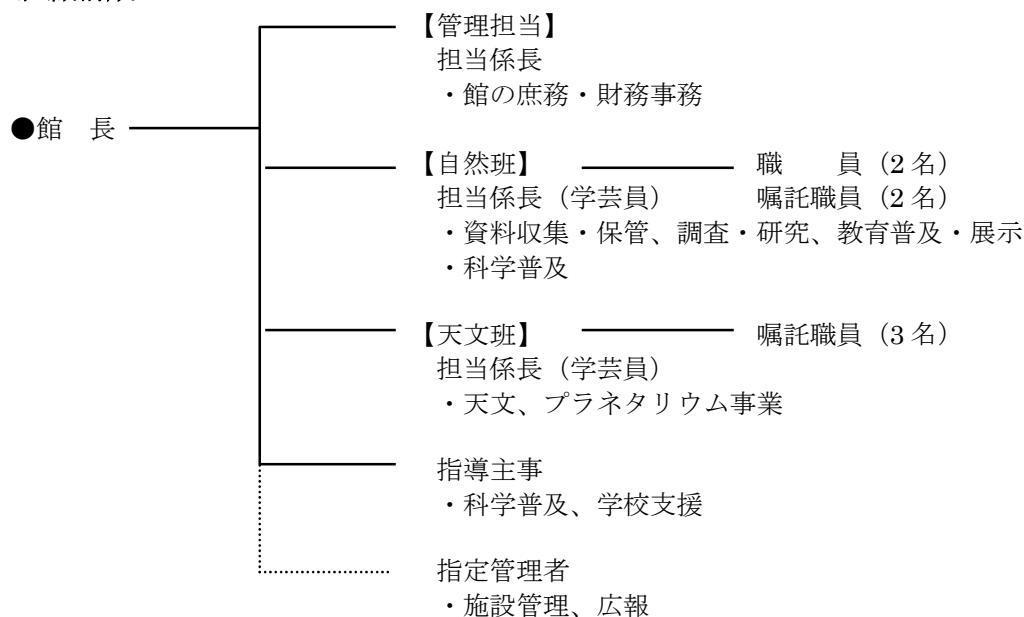 【管理担当】
担当係長
・館の庶務・財務事務
●館　長
【自然班】　職　　員（2 名）
担当係長（学芸員）　嘱託職員（2 名）
・資料収集・保管、調査・研究、教育普及・展示
・科学普及
【天文班】　嘱託職員（3 名）
担当係長（学芸員）
・天文、プラネタリウム事業
指導主事
・科学普及、学校支援
指定管理者
・施設管理、広報